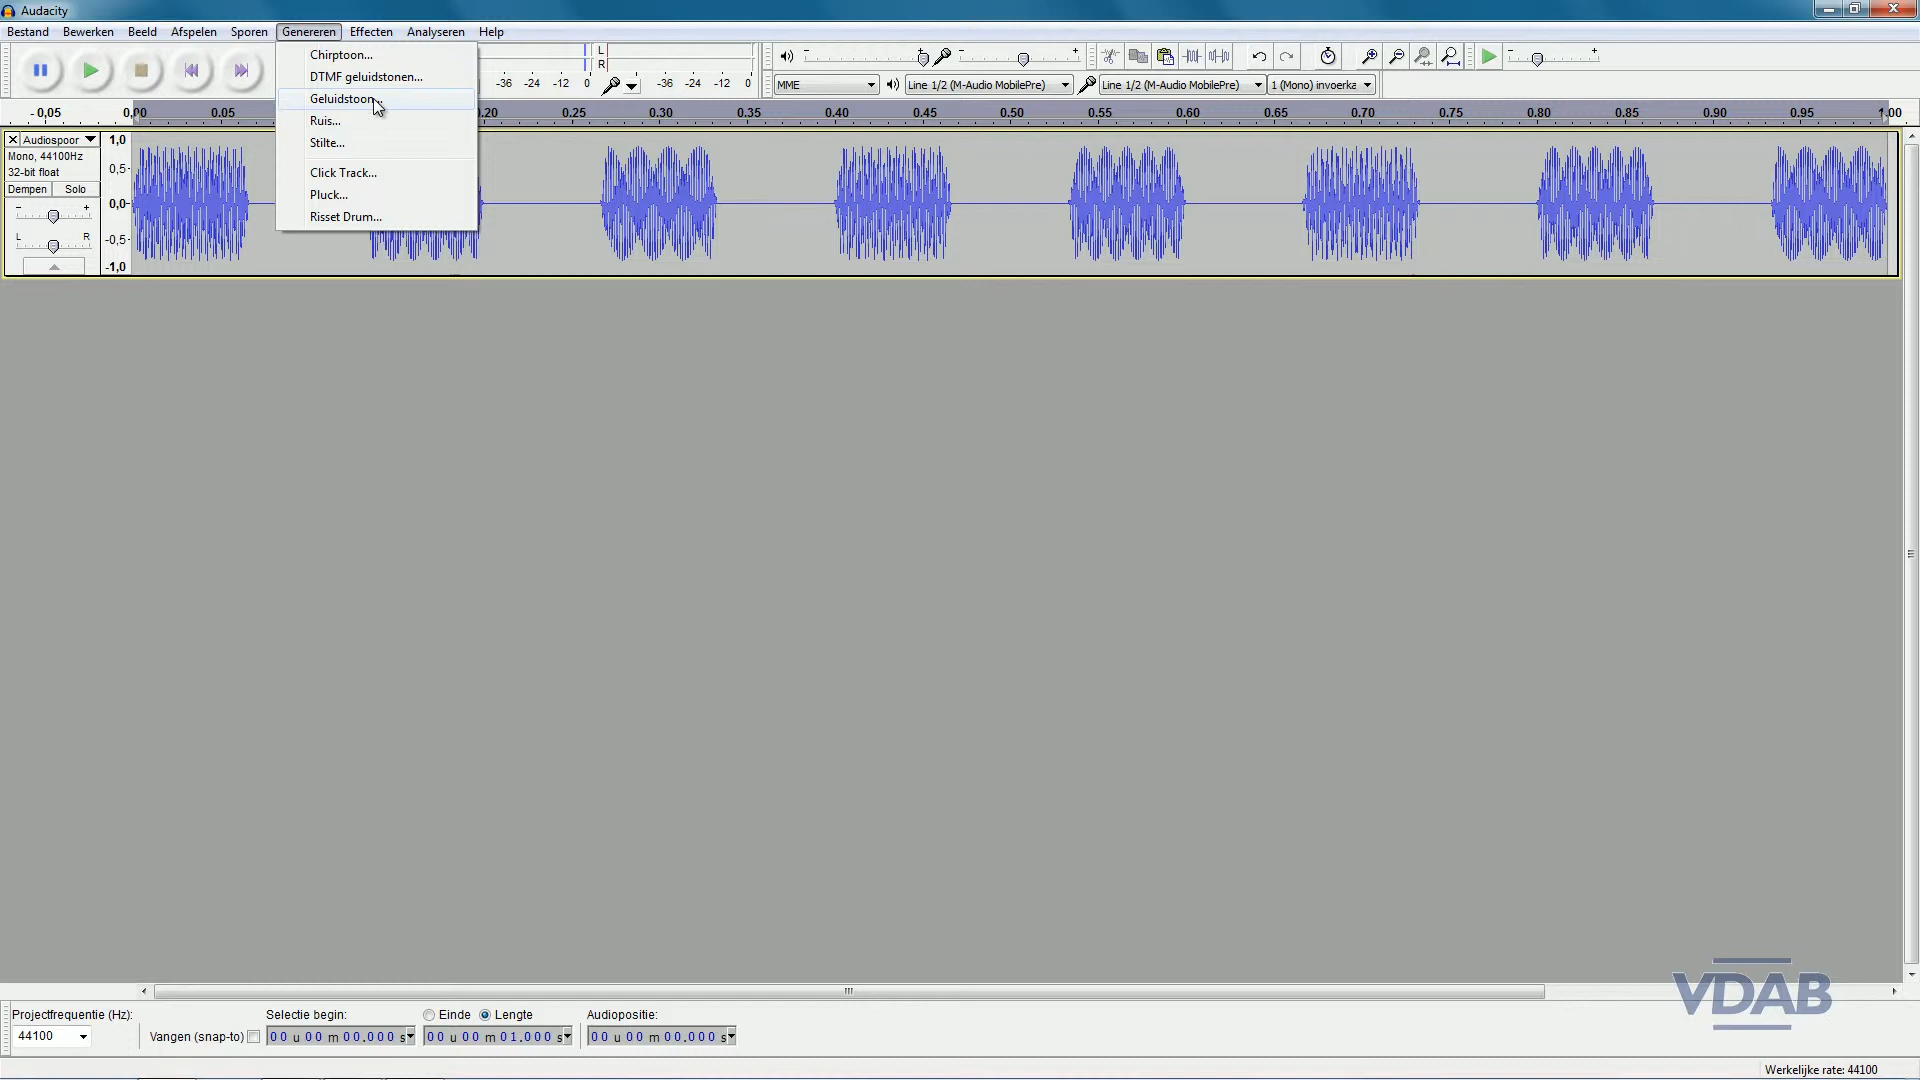 Audacity
Bestand Bewerken Beeld Afspelen Sporen Genereren Effecten Analyseren Help
Chirptoon...
DTMF geluidstonen...
Geluidstoon...
Ruis...
Stilte...
Click Track...
Pluck...
Risset Drum...
L
R
-36 -24 -12 0
-36 -24 -12 0
MME
Line 1/2 (M-Audio MobilePre)
Line 1/2 (M-Audio MobilePre)
1 (Mono) invoerka
- 0,05 0,00 0,05 0,20 0,25 0,30 0,35 0,40 0,45 0,50 0,55 0,60 0,65 0,70 0,75 0,80 0,85 0,90 0,95 1,00
Audiospoor
Mono, 44100Hz
32-bit float
Dempen Solo
- +
L R
1,0
0,5-
0,0-
-0,5-
-1,0
VDAB
Projectfrequentie (Hz):
44100
Vangen (snap-to)
Selectie begin:
00 u 00 m 00.000 s
Einde Lengte
00 u 00 m 01.000 s
Audiopositie:
00 u 00 m 00.000 s
Werkelijke rate: 44100